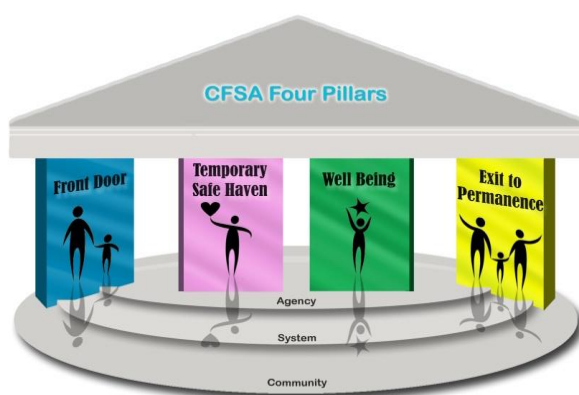 CFSA Four Pillars
Front Door
Temporary
Safe Haven
Well Being
Exit to
Permanence
Agency
System
Community